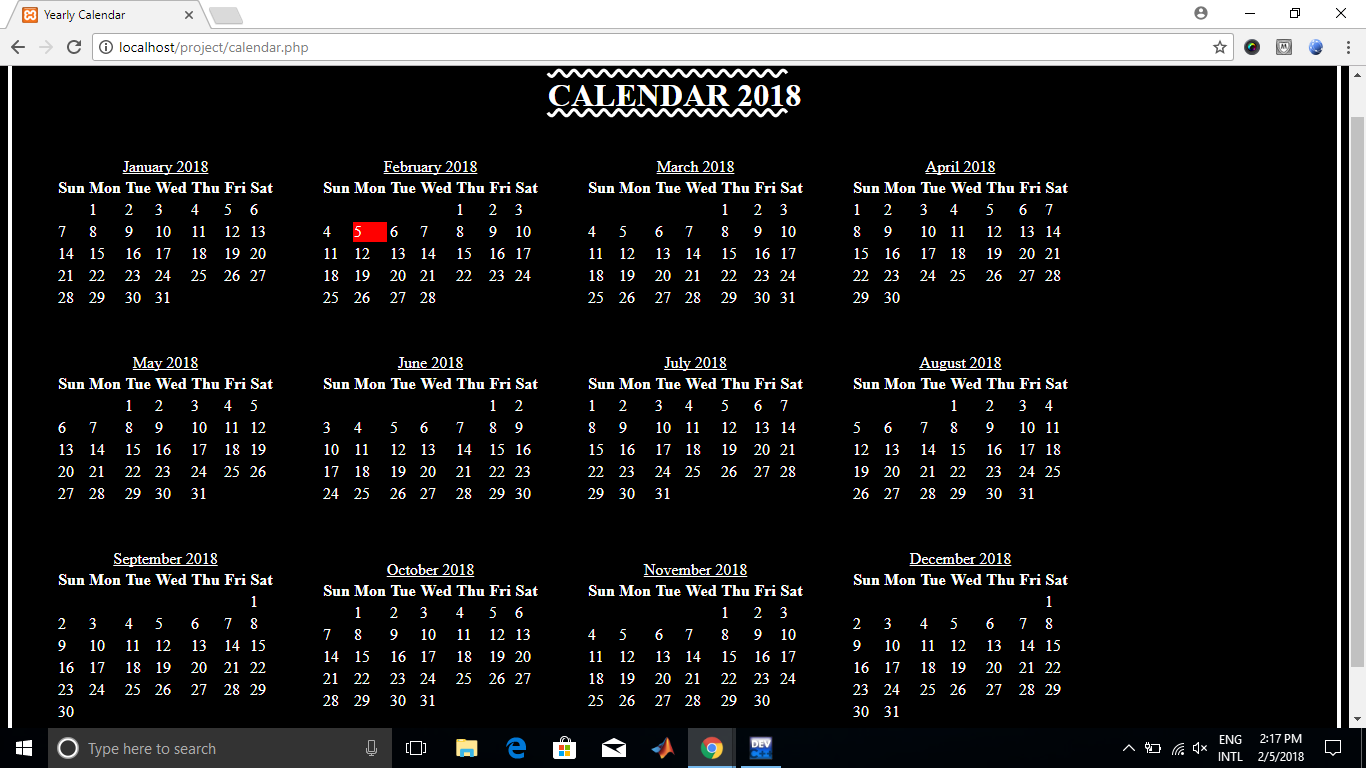 Yearly Calendar
localhost/project/calendar.php
CALENDAR 2018
January 2018
Sun Mon Tue Wed Thu Fri Sat
1 2 3 4 5 6
7 8 9 10 11 12 13
14 15 16 17 18 19 20
21 22 23 24 25 26 27
28 29 30 31
February 2018
Sun Mon Tue Wed Thu Fri Sat
1 2 3
4 5 6 7 8 9 10
11 12 13 14 15 16 17
18 19 20 21 22 23 24
25 26 27 28
March 2018
Sun Mon Tue Wed Thu Fri Sat
1 2 3
4 5 6 7 8 9 10
11 12 13 14 15 16 17
18 19 20 21 22 23 24
25 26 27 28 29 30 31
April 2018
Sun Mon Tue Wed Thu Fri Sat
1 2 3 4 5 6 7
8 9 10 11 12 13 14
15 16 17 18 19 20 21
22 23 24 25 26 27 28
29 30
May 2018
Sun Mon Tue Wed Thu Fri Sat
1 2 3 4 5
6 7 8 9 10 11 12
13 14 15 16 17 18 19
20 21 22 23 24 25 26
27 28 29 30 31
June 2018
Sun Mon Tue Wed Thu Fri Sat
1 2
3 4 5 6 7 8 9
10 11 12 13 14 15 16
17 18 19 20 21 22 23
24 25 26 27 28 29 30
July 2018
Sun Mon Tue Wed Thu Fri Sat
1 2 3 4 5 6 7
8 9 10 11 12 13 14
15 16 17 18 19 20 21
22 23 24 25 26 27 28
29 30 31
August 2018
Sun Mon Tue Wed Thu Fri Sat
1 2 3 4
5 6 7 8 9 10 11
12 13 14 15 16 17 18
19 20 21 22 23 24 25
26 27 28 29 30 31
September 2018
Sun Mon Tue Wed Thu Fri Sat
1
2 3 4 5 6 7 8
9 10 11 12 13 14 15
16 17 18 19 20 21 22
23 24 25 26 27 28 29
30
October 2018
Sun Mon Tue Wed Thu Fri Sat
1 2 3 4 5 6
7 8 9 10 11 12 13
14 15 16 17 18 19 20
21 22 23 24 25 26 27
28 29 30 31
November 2018
Sun Mon Tue Wed Thu Fri Sat
1 2 3
4 5 6 7 8 9 10
11 12 13 14 15 16 17
18 19 20 21 22 23 24
25 26 27 28 29 30
December 2018
Sun Mon Tue Wed Thu Fri Sat
1
2 3 4 5 6 7 8
9 10 11 12 13 14 15
16 17 18 19 20 21 22
23 24 25 26 27 28 29
30 31
Type here to search
DEV
ENG
INTL
2:17 PM
2/5/2018